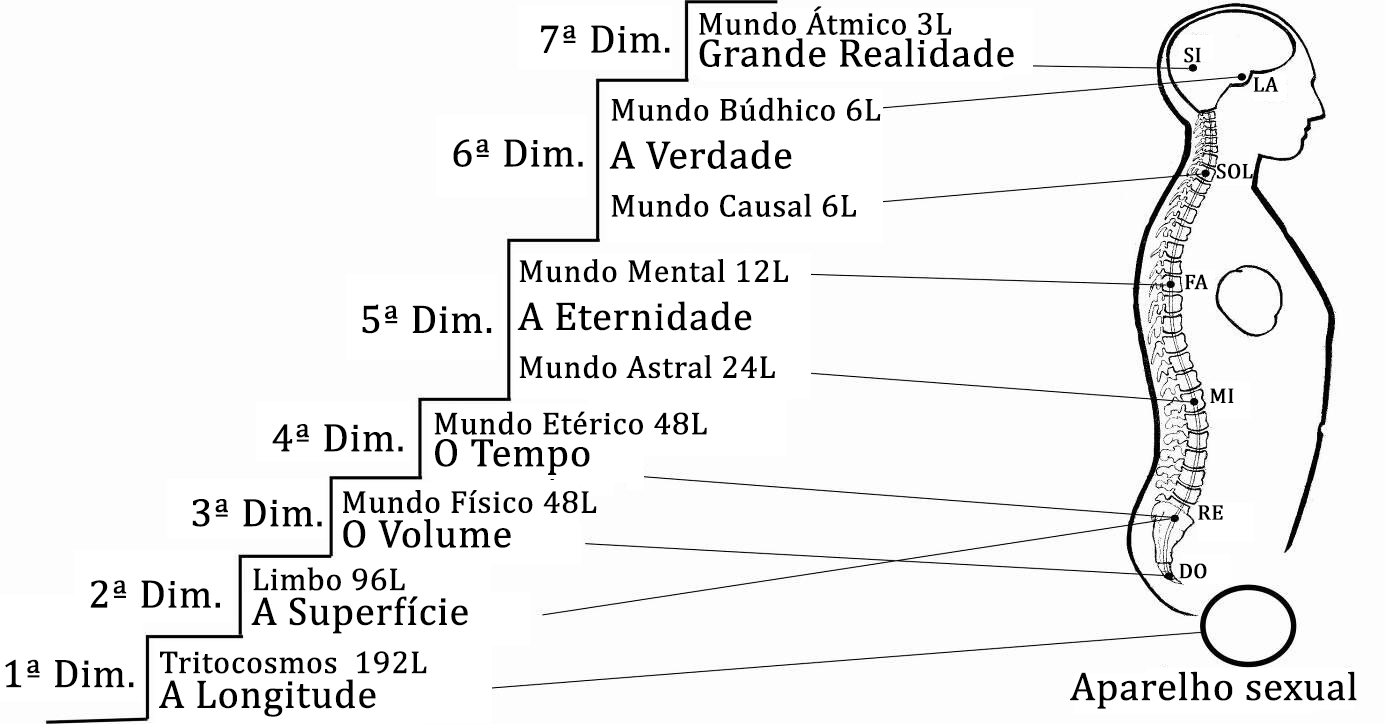 7ª Dim.
Mundo Átmico 3L
Grande Realidade
SI
LA
6ª Dim.
Mundo Búdhico 6L
A Verdade
Mundo Causal 6L
SOL
5ª Dim.
Mundo Mental 12L
A Eternidade
Mundo Astral 24L
FA
MI
4ª Dim.
Mundo Etérico 48L
O Tempo
3ª Dim.
Mundo Físico 48L
O Volume
RE
2ª Dim.
Limbo 96L
A Superfície
DO
1ª Dim.
Tritocosmos 192L
A Longitude
Aparelho sexual